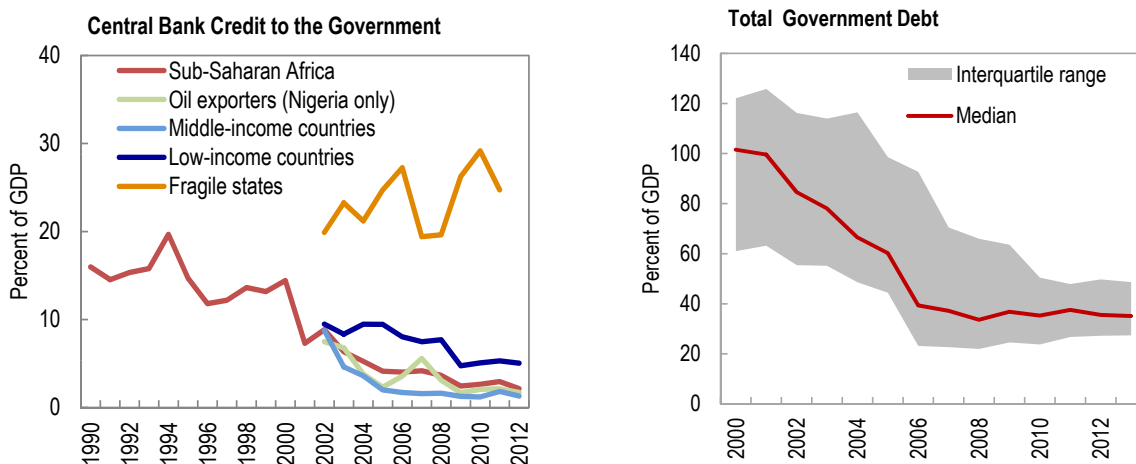 Central Bank Credit to the Government
Percent of GDP
40
30
20
10
0
Sub-Saharan Africa
Oil exporters (Nigeria only)
Middle-income countries
Low-income countries
Fragile states
1990
1992
1994
1996
1998
2000
2002
2004
2006
2008
2010
2012
Total Government Debt
Percent of GDP
140
120
100
80
60
40
20
0
Interquartile range
Median
2000
2002
2004
2006
2008
2010
2012